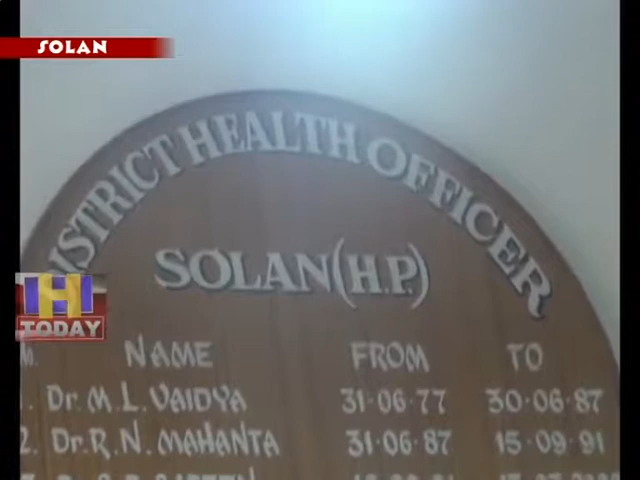 SOLAN
DISTRICT HEALTH OFFICER
SOLAN (H.P.)
H
TODAY
NAME FROM TO
1. Dr. M. L. VAIDYA 31·06·77 30·06·87
2. Dr. R. N. MAHANTA 31·06·87 15·09·91